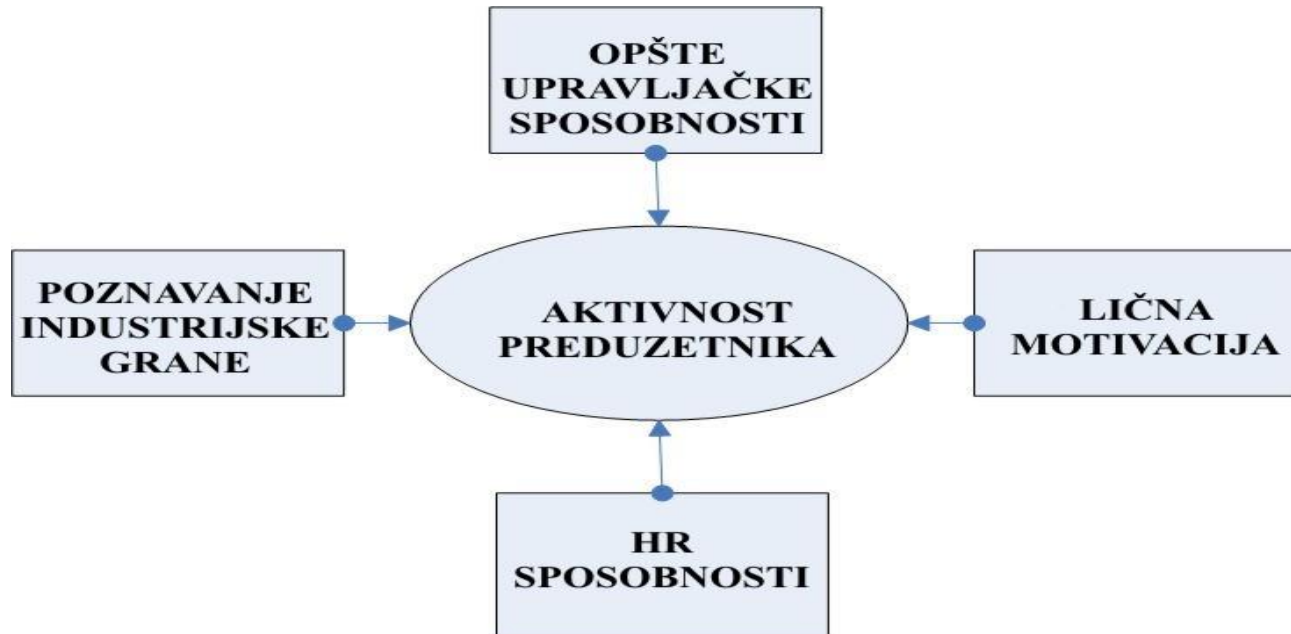 OPŠTE
UPRAVLJAČKE
SPOSOBNOSTI
POZNAVANJE
INDUSTRIJSKE
GRANE
AKTIVNOST
PREDUZETNIKA
LIČNA
MOTIVACIJA
HR
SPOSOBNOSTI